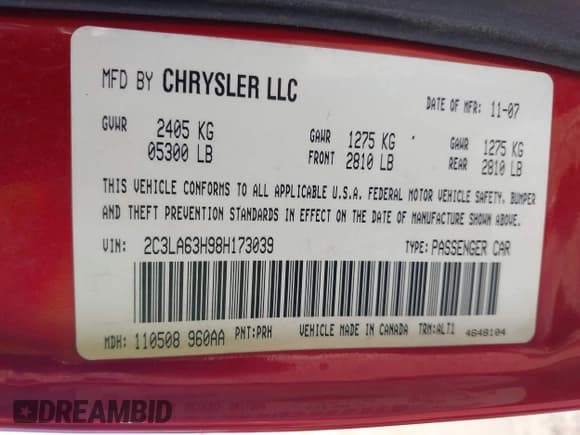 MFD BY CHRYSLER LLC DATE OF MFR: 11-07
GVWR 2405 KG GAWR 1275 KG GAWR 1275 KG
05300 LB FRONT 2810 LB REAR 2810 LB
THIS VEHICLE CONFORMS TO ALL APPLICABLE U.S.A. FEDERAL MOTOR VEHICLE SAFETY, BUMPER
AND THEFT PREVENTION STANDARDS IN EFFECT ON THE DATE OF MANUFACTURE SHOWN ABOVE.
VIN: 2C3LA63H98H173039 TYPE: PASSENGER CAR
MDH: 110508 960AA PNT: PRH VEHICLE MADE IN CANADA TRM: ALT1 4648104
DREAMBID